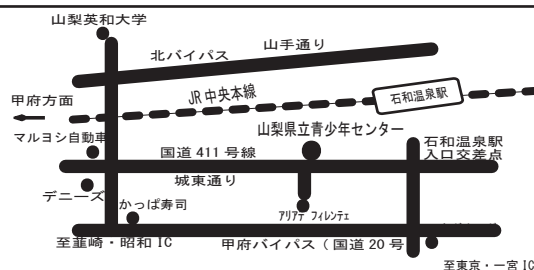 山梨英和大学
北バイパス
山手通り
JR中央本線
石和温泉駅
甲府方面
マルヨシ自動車
山梨県立青少年センター
石和温泉駅
入口交差点
国道 411 号線
城東通り
デニーズ
かっぱ寿司
アリアテ フィレンテェ
至韮崎・昭和 IC
甲府バイパス（国道 20 号
至東京・一宮 IC